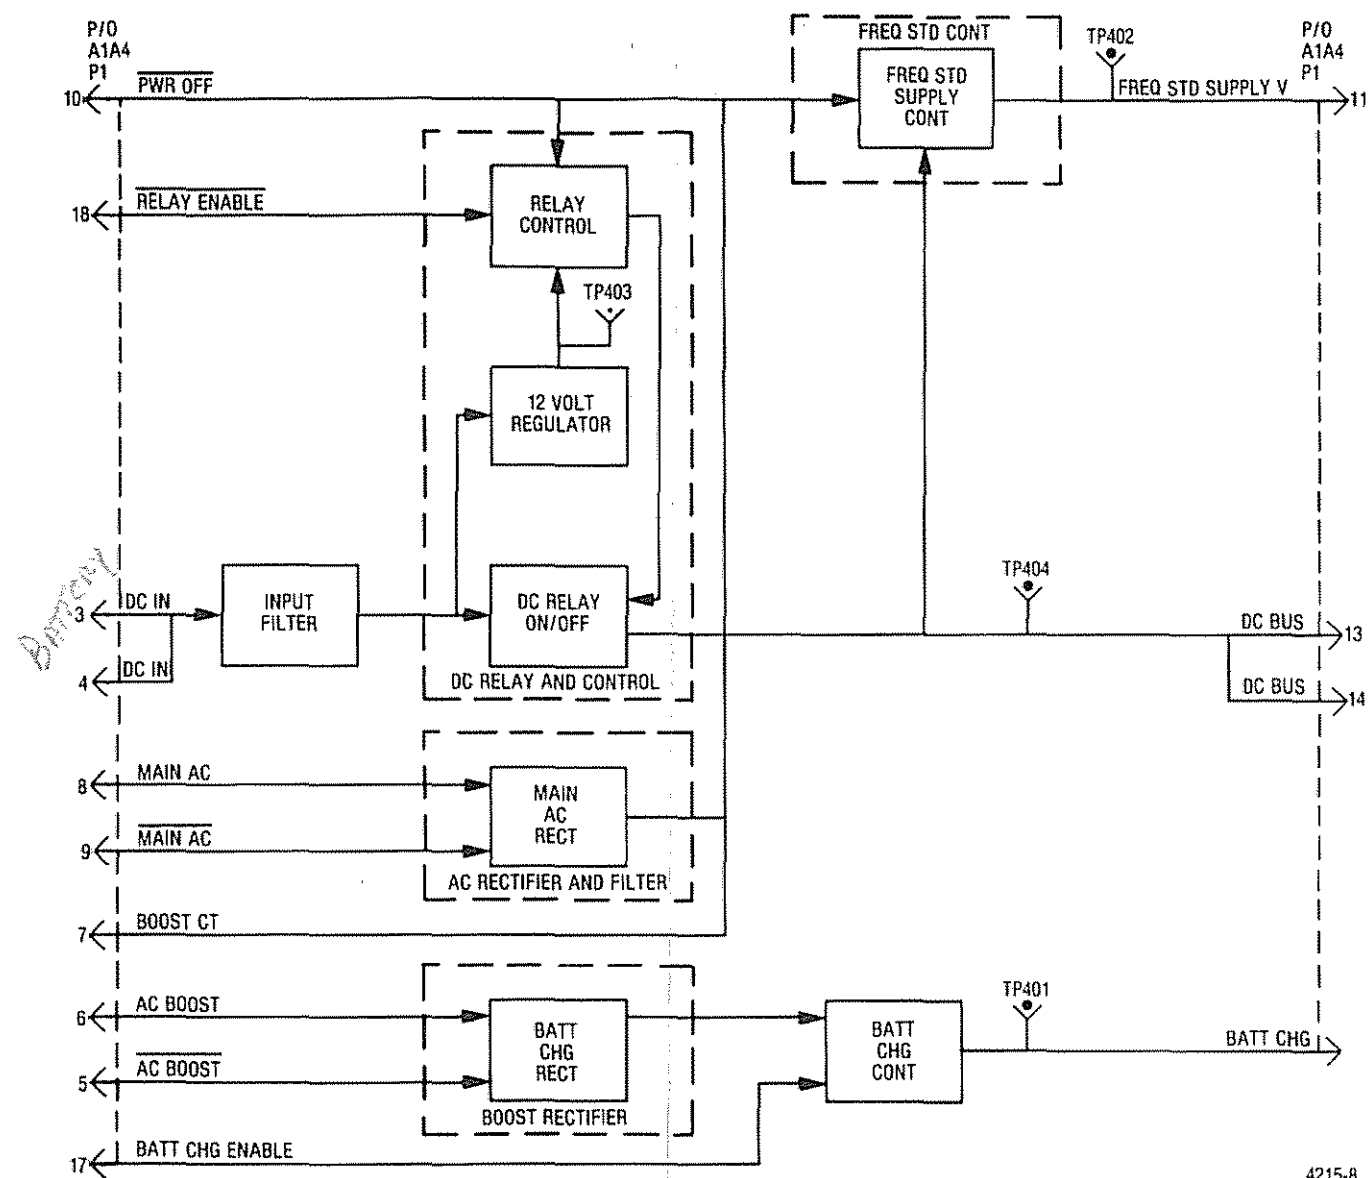 P/O
A1A4
P1
10
PWR OFF
FREQ STD CONT
FREQ STD
SUPPLY
CONT
TP402
FREQ STD SUPPLY V
P/O
A1A4
P1
11
18
RELAY ENABLE
RELAY
CONTROL
TP403
12 VOLT
REGULATOR
BATTERY
3
DC IN
4
DC IN
INPUT
FILTER
DC RELAY
ON/OFF
DC RELAY AND CONTROL
TP404
DC BUS
13
DC BUS
14
8
MAIN AC
9
MAIN AC
MAIN
AC
RECT
AC RECTIFIER AND FILTER
7
BOOST CT
6
AC BOOST
5
AC BOOST
BATT
CHG
RECT
BOOST RECTIFIER
BATT
CHG
CONT
TP401
BATT CHG
17
BATT CHG ENABLE
4215-8